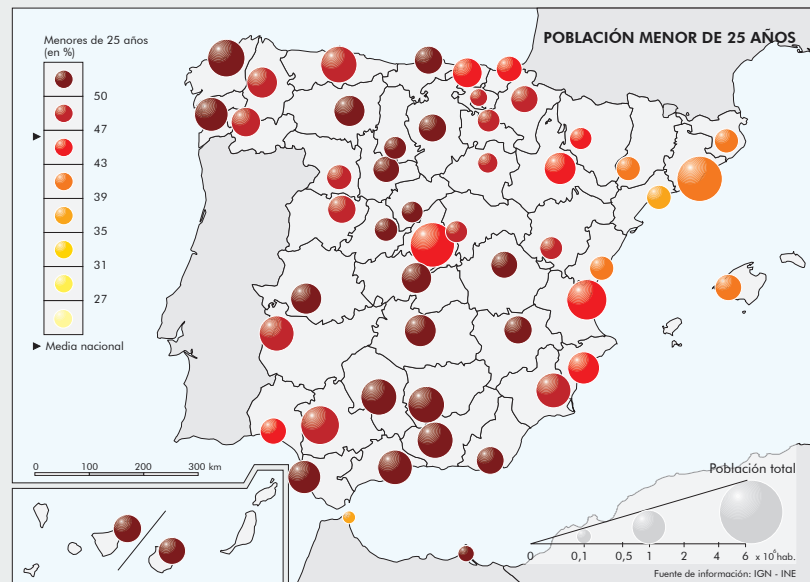 POBLACIÓN MENOR DE 25 AÑOS
Menores de 25 años
(en %)
50
47
43
39
35
31
27
Media nacional
0 100 200 300 km
Población total
0 0,1 0,5 1 2 4 6 x 10⁶ hab.
Fuente de información: IGN - INE